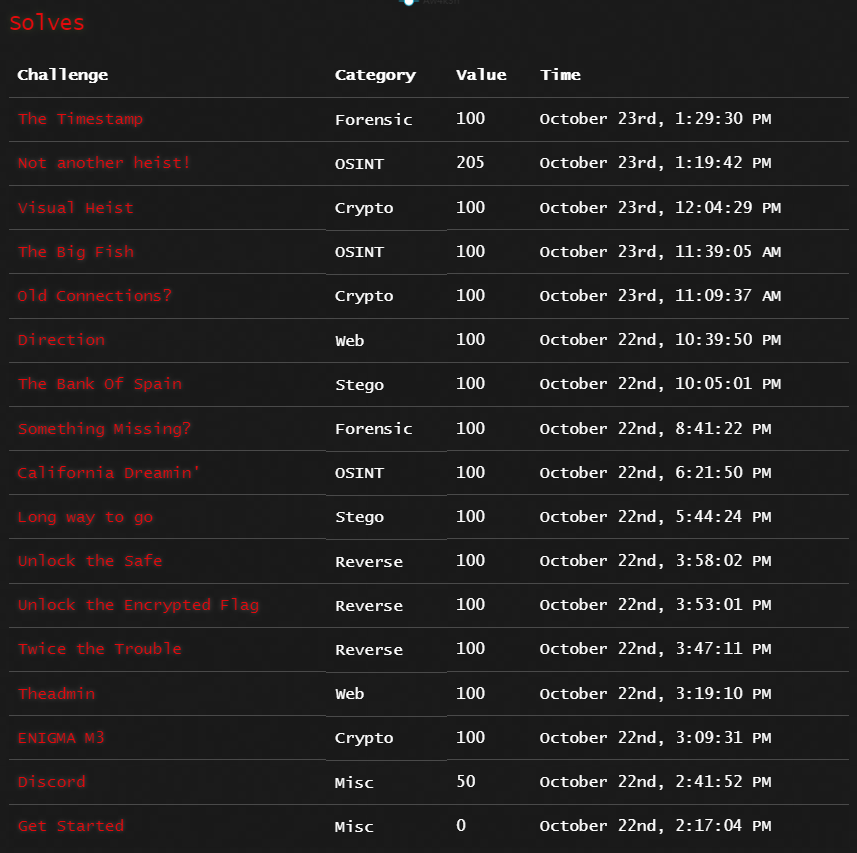 Solves
Challenge Category Value Time
The Timestamp Forensic 100 October 23rd, 1:29:30 PM
Not another heist! OSINT 205 October 23rd, 1:19:42 PM
Visual Heist Crypto 100 October 23rd, 12:04:29 PM
The Big Fish OSINT 100 October 23rd, 11:39:05 AM
Old Connections? Crypto 100 October 23rd, 11:09:37 AM
Direction Web 100 October 22nd, 10:39:50 PM
The Bank Of Spain Stego 100 October 22nd, 10:05:01 PM
Something Missing? Forensic 100 October 22nd, 8:41:22 PM
California Dreamin' OSINT 100 October 22nd, 6:21:50 PM
Long way to go Stego 100 October 22nd, 5:44:24 PM
Unlock the Safe Reverse 100 October 22nd, 3:58:02 PM
Unlock the Encrypted Flag Reverse 100 October 22nd, 3:53:01 PM
Twice the Trouble Reverse 100 October 22nd, 3:47:11 PM
Theadmin Web 100 October 22nd, 3:19:10 PM
ENIGMA M3 Crypto 100 October 22nd, 3:09:31 PM
Discord Misc 50 October 22nd, 2:41:52 PM
Get Started Misc 0 October 22nd, 2:17:04 PM